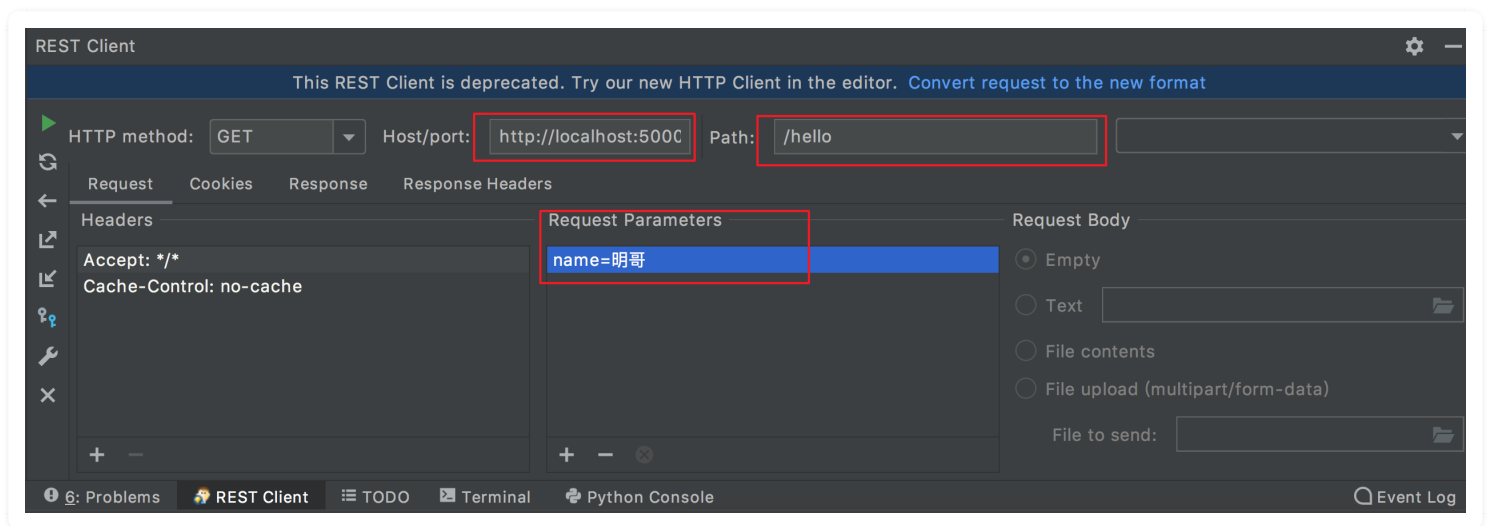 REST Client
This REST Client is deprecated. Try our new HTTP Client in the editor. Convert request to the new format
HTTP method: GET Host/port: http://localhost:5000 Path: /hello
Request Cookies Response Response Headers
Headers Request Parameters Request Body
Accept: */* name=明哥 Empty
Cache-Control: no-cache
Text
File contents
File upload (multipart/form-data)
File to send:
6: Problems REST Client TODO Terminal Python Console Event Log